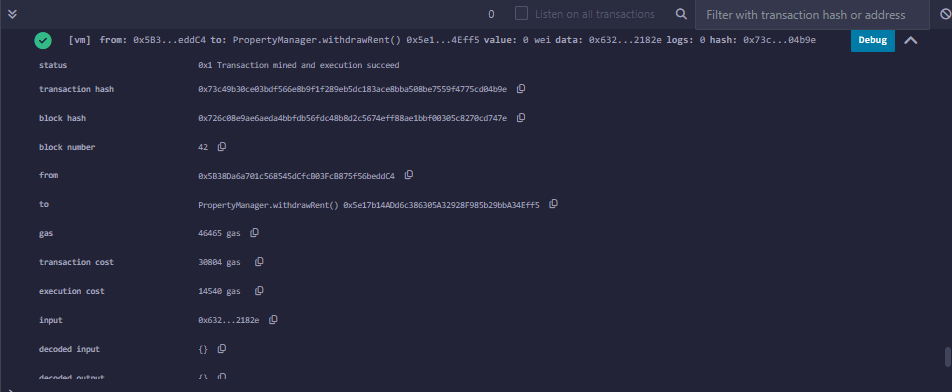 0 Listen on all transactions Filter with transaction hash or address
[vm] from: 0x5B3...eddC4 to: PropertyManager.withdrawRent() 0x5e1...4Eff5 value: 0 wei data: 0x632...2182e logs: 0 hash: 0x73c...04b9e Debug
status 0x1 Transaction mined and execution succeed
transaction hash 0x73c49b30ce03bdf566e8b9f1f289eb5dc183ace8bba508be7559f4775cd04b9e
block hash 0x726c08e9ae6aeda4bbfdb56fdc48b8d2c5674eff88ae1bbf00305c8270cd747e
block number 42
from 0x5B38Da6a701c568545dCfcB03FcB875f56beddC4
to PropertyManager.withdrawRent() 0x5e17b14ADd6c386305A32928F985b29bbA34Eff5
gas 46465 gas
transaction cost 30804 gas
execution cost 14540 gas
input 0x632...2182e
decoded input {}
decoded output {}